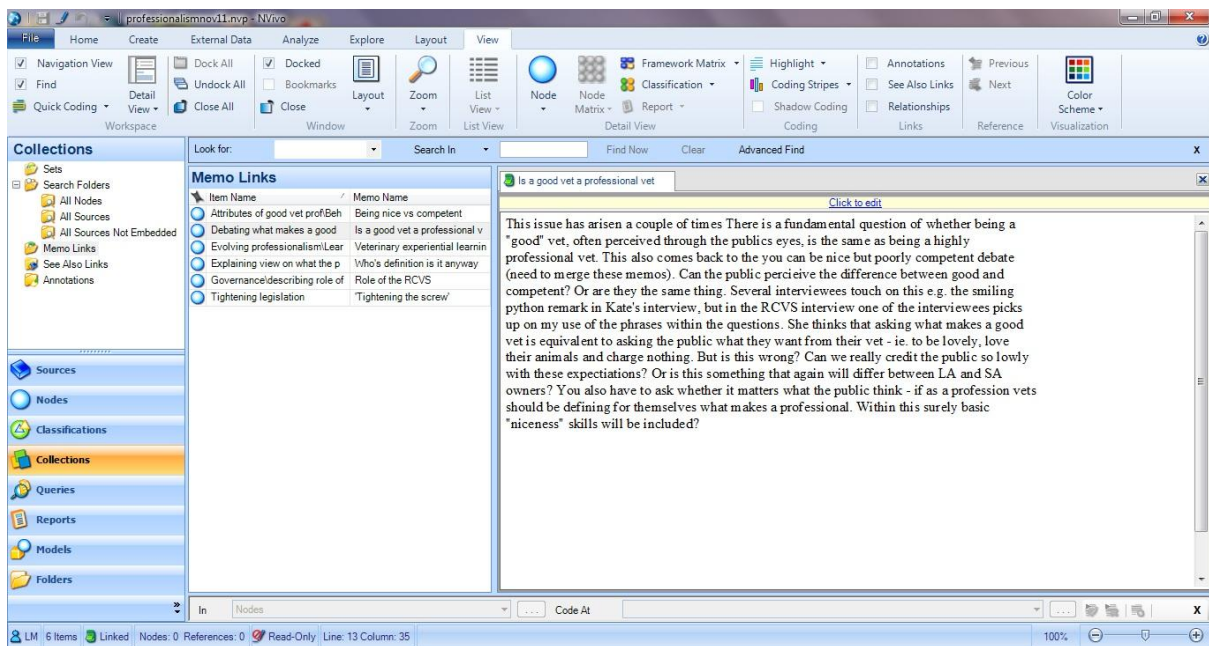 professionalismnov11.nvp - NVivo
File Home Create External Data Analyze Explore Layout View
Navigation View
Find
Quick Coding
Detail View
Workspace
Dock All
Undock All
Close All
Docked
Bookmarks
Close
Layout
Window
Zoom
Zoom
List View
List View
Node
Node Matrix
Framework Matrix
Classification
Report
Detail View
Highlight
Coding Stripes
Shadow Coding
Coding
Annotations
See Also Links
Relationships
Links
Previous
Next
Reference
Color Scheme
Visualization
Look for: Search In Find Now Clear Advanced Find X
Collections
Sets
Search Folders
All Nodes
All Sources
All Sources Not Embedded
Memo Links
See Also Links
Annotations
Sources
Nodes
Classifications
Collections
Queries
Reports
Models
Folders
Memo Links
Item Name Memo Name
Attributes of good vet prof\Beh Being nice vs competent
Debating what makes a good Is a good vet a professional v
Evolving professionalism\Lear Veterinary experiential learnin
Explaining view on what the p Who's definition is it anyway
Governance\describing role of Role of the RCVS
Tightening legislation 'Tightening the screw'
Is a good vet a professional vet
Click to edit
This issue has arisen a couple of times There is a fundamental question of whether being a
"good" vet, often perceived through the publics eyes, is the same as being a highly
professional vet. This also comes back to the you can be nice but poorly competent debate
(need to merge these memos). Can the public percieive the difference between good and
competent? Or are they the same thing. Several interviewees touch on this e.g. the smiling
python remark in Kate's interview, but in the RCVS interview one of the interviewees picks
up on my use of the phrases within the questions. She thinks that asking what makes a good
vet is equivalent to asking the public what they want from their vet - ie. to be lovely, love
their animals and charge nothing. But is this wrong? Can we really credit the public so lowly
with these expectiations? Or is this something that again will differ between LA and SA
owners? You also have to ask whether it matters what the public think - if as a profession vets
should be defining for themselves what makes a professional. Within this surely basic
"niceness" skills will be included?
In Nodes ... Code At ... X
LM 6 Items Linked Nodes: 0 References: 0 Read-Only Line: 13 Column: 35 100%